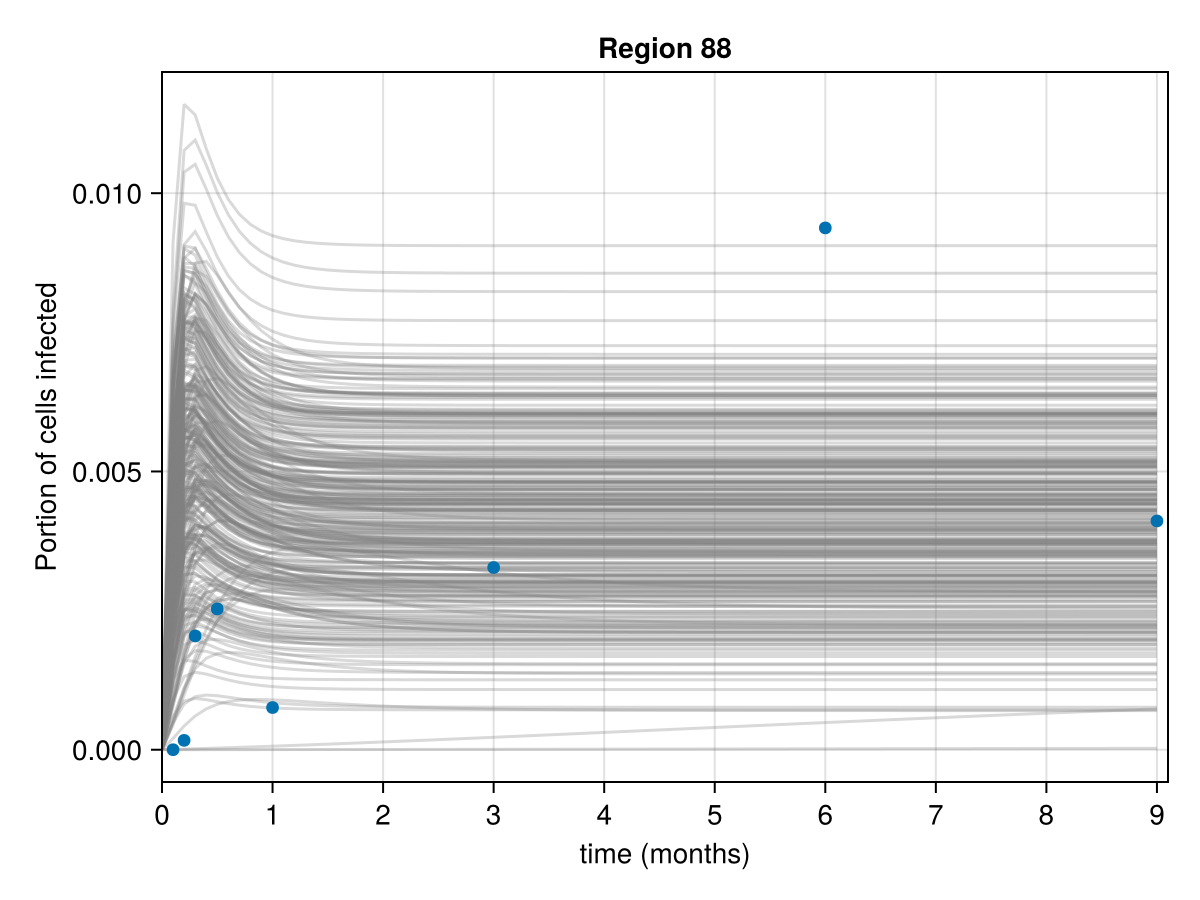 Region 88
Portion of cells infected
0.010
0.005
0.000
0 1 2 3 4 5 6 7 8 9
time (months)